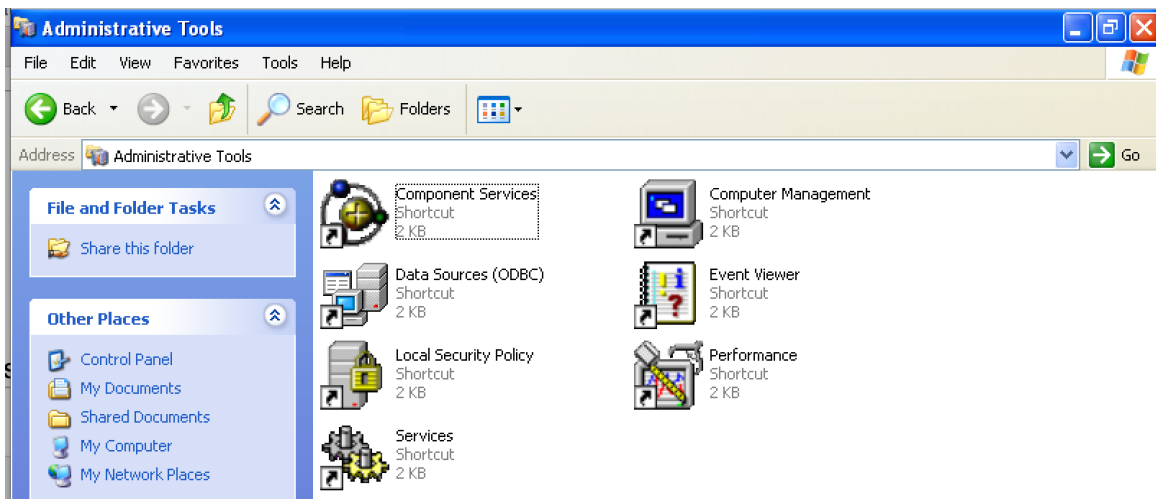 Administrative Tools
File Edit View Favorites Tools Help
Back Search Folders
Address Administrative Tools Go
File and Folder Tasks
Share this folder
Other Places
Control Panel
My Documents
Shared Documents
My Computer
My Network Places
Component Services
Shortcut
2 KB
Computer Management
Shortcut
2 KB
Data Sources (ODBC)
Shortcut
2 KB
Event Viewer
Shortcut
2 KB
Local Security Policy
Shortcut
2 KB
Performance
Shortcut
2 KB
Services
Shortcut
2 KB